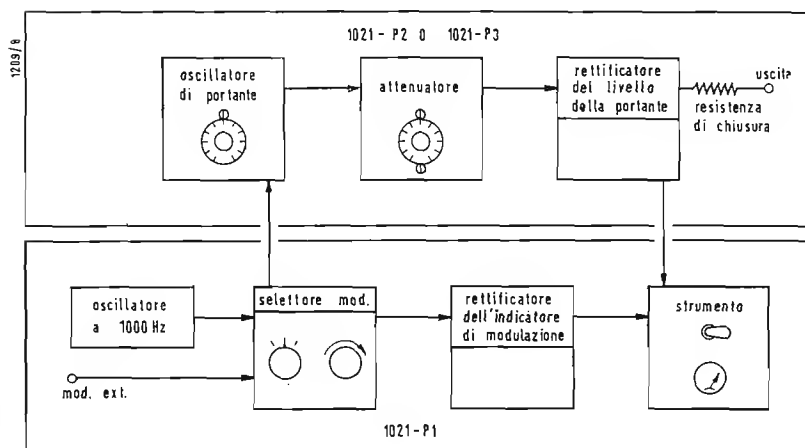 1209/8
1021-P2 O 1021-P3
oscillatore
di portante
attenuatore
rettificatore
del livello
della portante
uscita
resistenza
di chiusura
oscillatore
a 1000 Hz
mod. ext.
selettore mod.
rettificatore
dell'indicatore
di modulazione
strumento
1021-P1